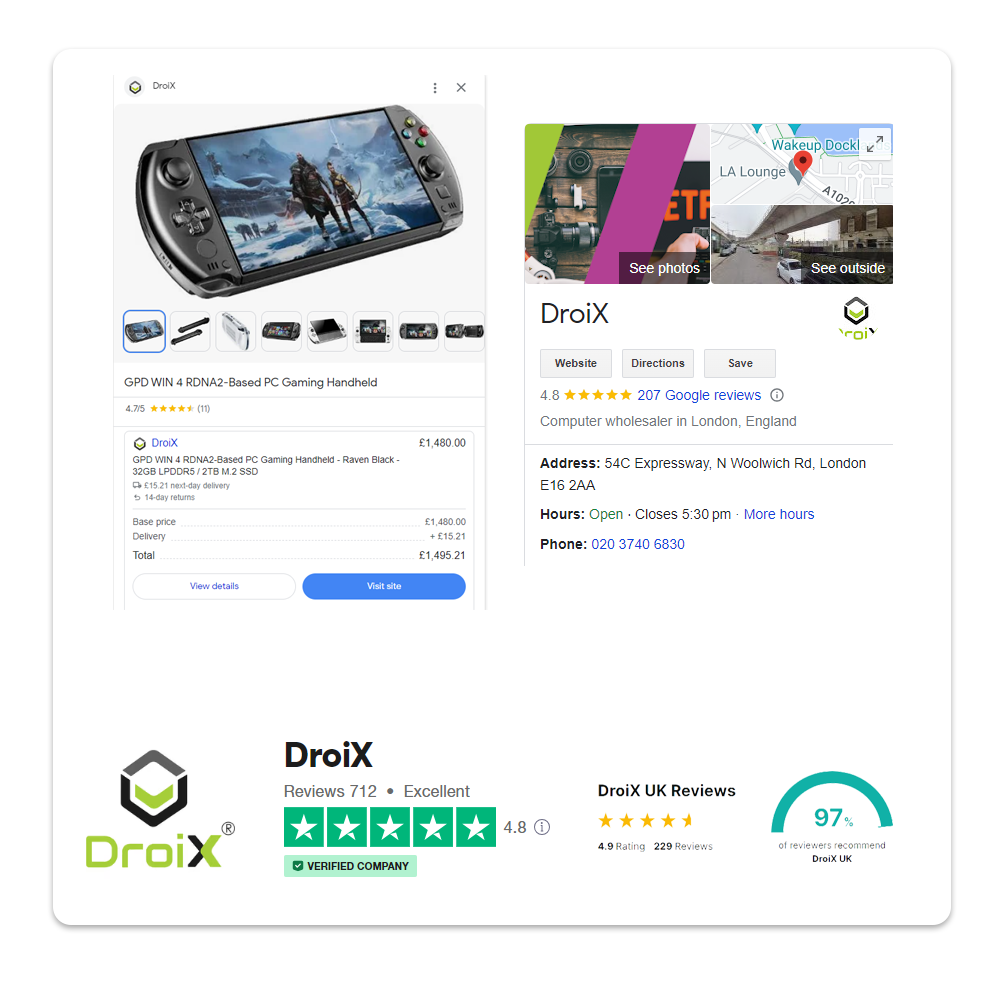 DroiX
GPD WIN 4 RDNA2-Based PC Gaming Handheld
4.7/5 (11)
DroiX £1,480.00
GPD WIN 4 RDNA2-Based PC Gaming Handheld - Raven Black -
32GB LPDDR5 / 2TB M.2 SSD
£15.21 next-day delivery
14-day returns
Base price £1,480.00
Delivery + £15.21
Total £1,495.21
View details
Visit site
Wakeup Dockl
LA Lounge
A1020
ETR
See photos
See outside
DroiX
Website
Directions
Save
4.8 207 Google reviews
Computer wholesaler in London, England
Address: 54C Expressway, N Woolwich Rd, London
E16 2AA
Hours: Open · Closes 5:30 pm · More hours
Phone: 020 3740 6830
DroiX®
DroiX
Reviews 712 • Excellent
4.8
VERIFIED COMPANY
DroiX UK Reviews
4.9 Rating 229 Reviews
97%
of reviewers recommend
DroiX UK